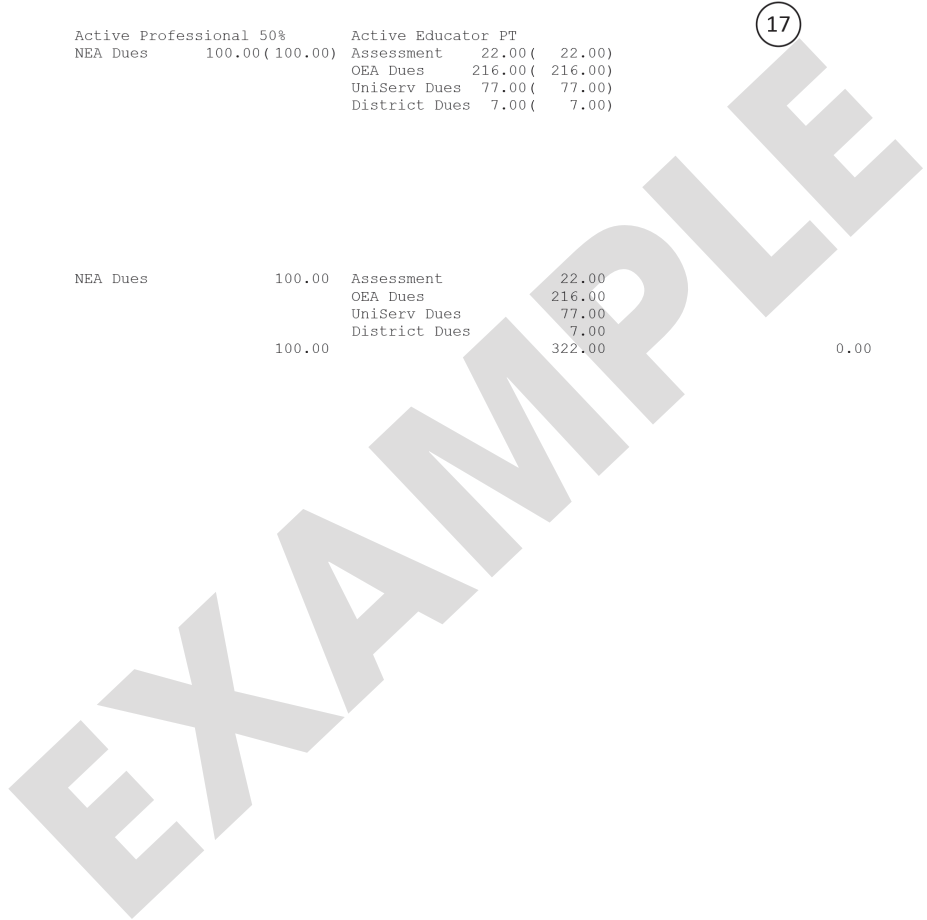 17
Active Professional 50% Active Educator PT
NEA Dues 100.00(100.00) Assessment 22.00( 22.00)
OEA Dues 216.00( 216.00)
UniServ Dues 77.00( 77.00)
District Dues 7.00( 7.00)
NEA Dues 100.00 Assessment 22.00
OEA Dues 216.00
UniServ Dues 77.00
District Dues 7.00
100.00 322.00 0.00
EXAMPLE